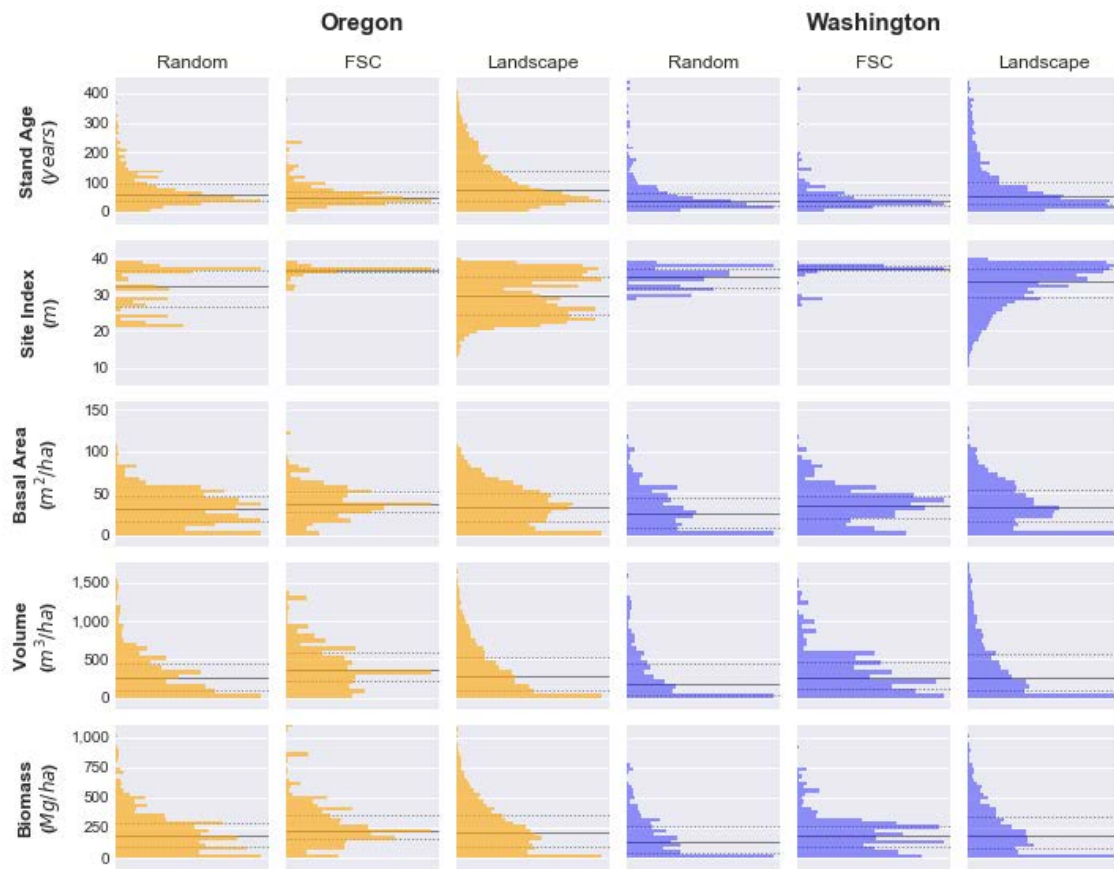 Oregon Washington
Random FSC Landscape Random FSC Landscape
Stand Age
(years)
400
300
200
100
0
Site Index
(m)
40
30
20
10
Basal Area
(m²/ha)
150
100
50
0
Volume
(m³/ha)
1,500
1,000
500
0
Biomass
(Mg/ha)
1,000
750
500
250
0